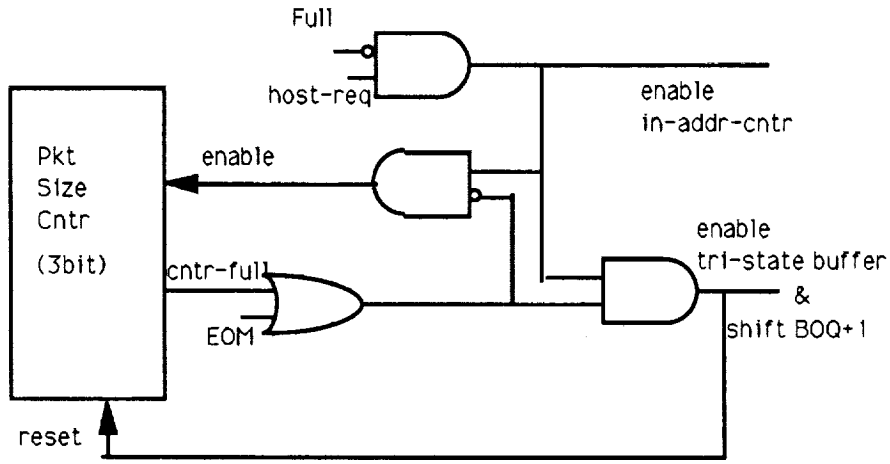 Full
host-req
enable
in-addr-cntr
Pkt
Size
Cntr
(3bit)
enable
cntr-full
EOM
enable
tri-state buffer
&
shift BOQ+1
reset